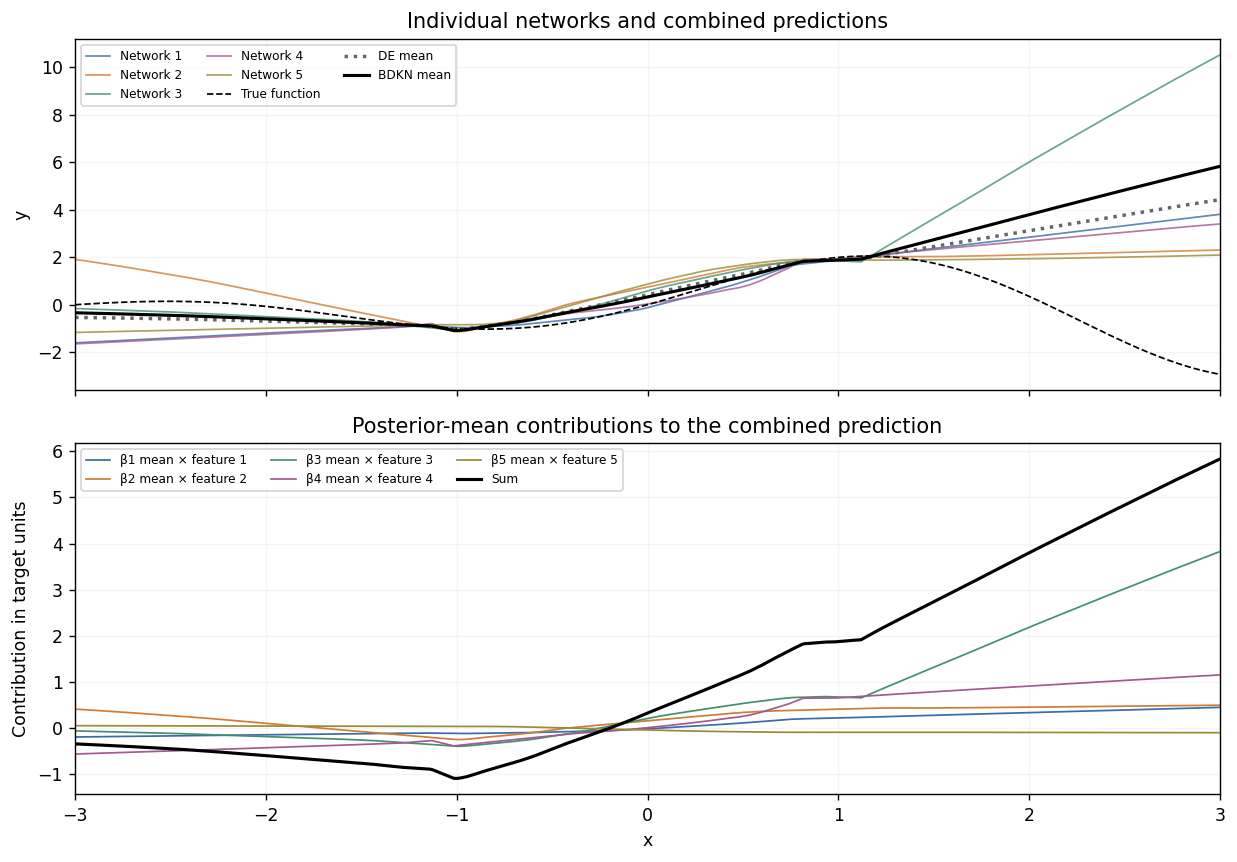 Individual networks and combined predictions
Network 1
Network 2
Network 3
Network 4
Network 5
True function
DE mean
BDKN mean
10
8
6
4
2
0
−2
y
Posterior-mean contributions to the combined prediction
β1 mean × feature 1
β2 mean × feature 2
β3 mean × feature 3
β4 mean × feature 4
β5 mean × feature 5
Sum
6
5
4
3
2
1
0
−1
Contribution in target units
−3
−2
−1
0
1
2
3
x